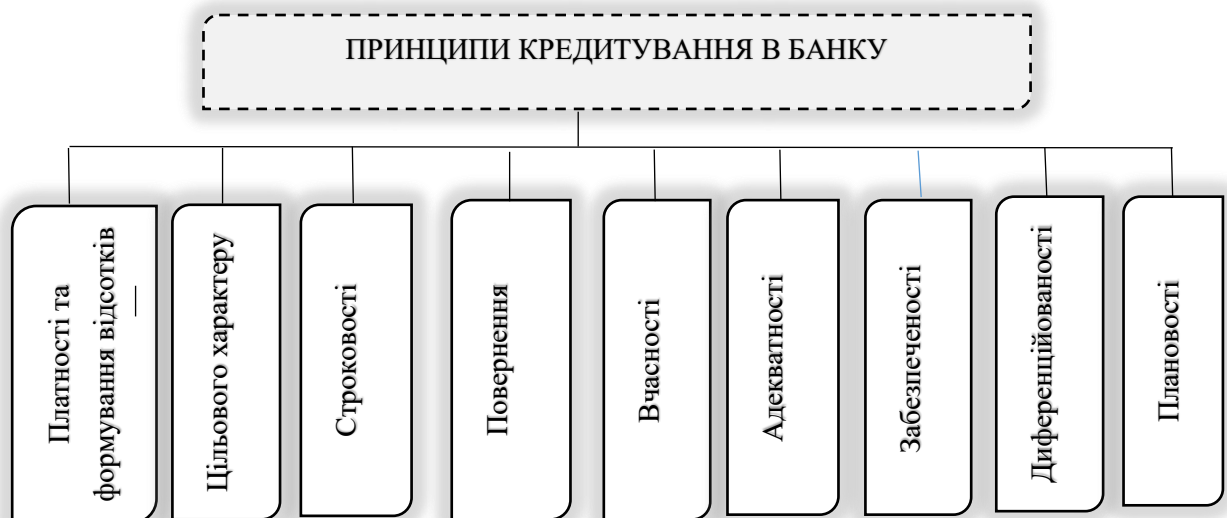 ПРИНЦИПИ КРЕДИТУВАННЯ В БАНКУ
Платності та
формування відсотків
Цільового характеру
Строковості
Повернення
Вчасності
Адекватності
Забезпеченості
Диференційованості
Плановості